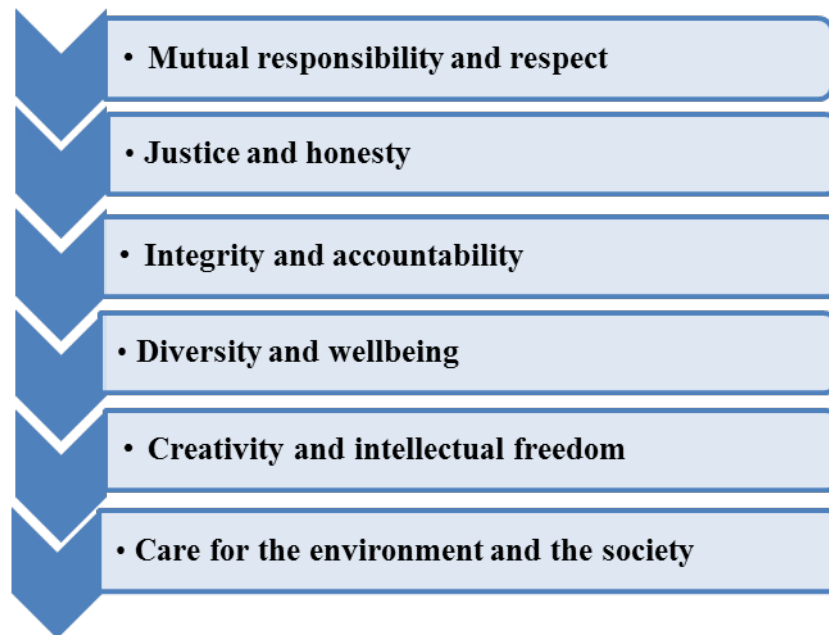 • Mutual responsibility and respect
• Justice and honesty
• Integrity and accountability
• Diversity and wellbeing
• Creativity and intellectual freedom
• Care for the environment and the society